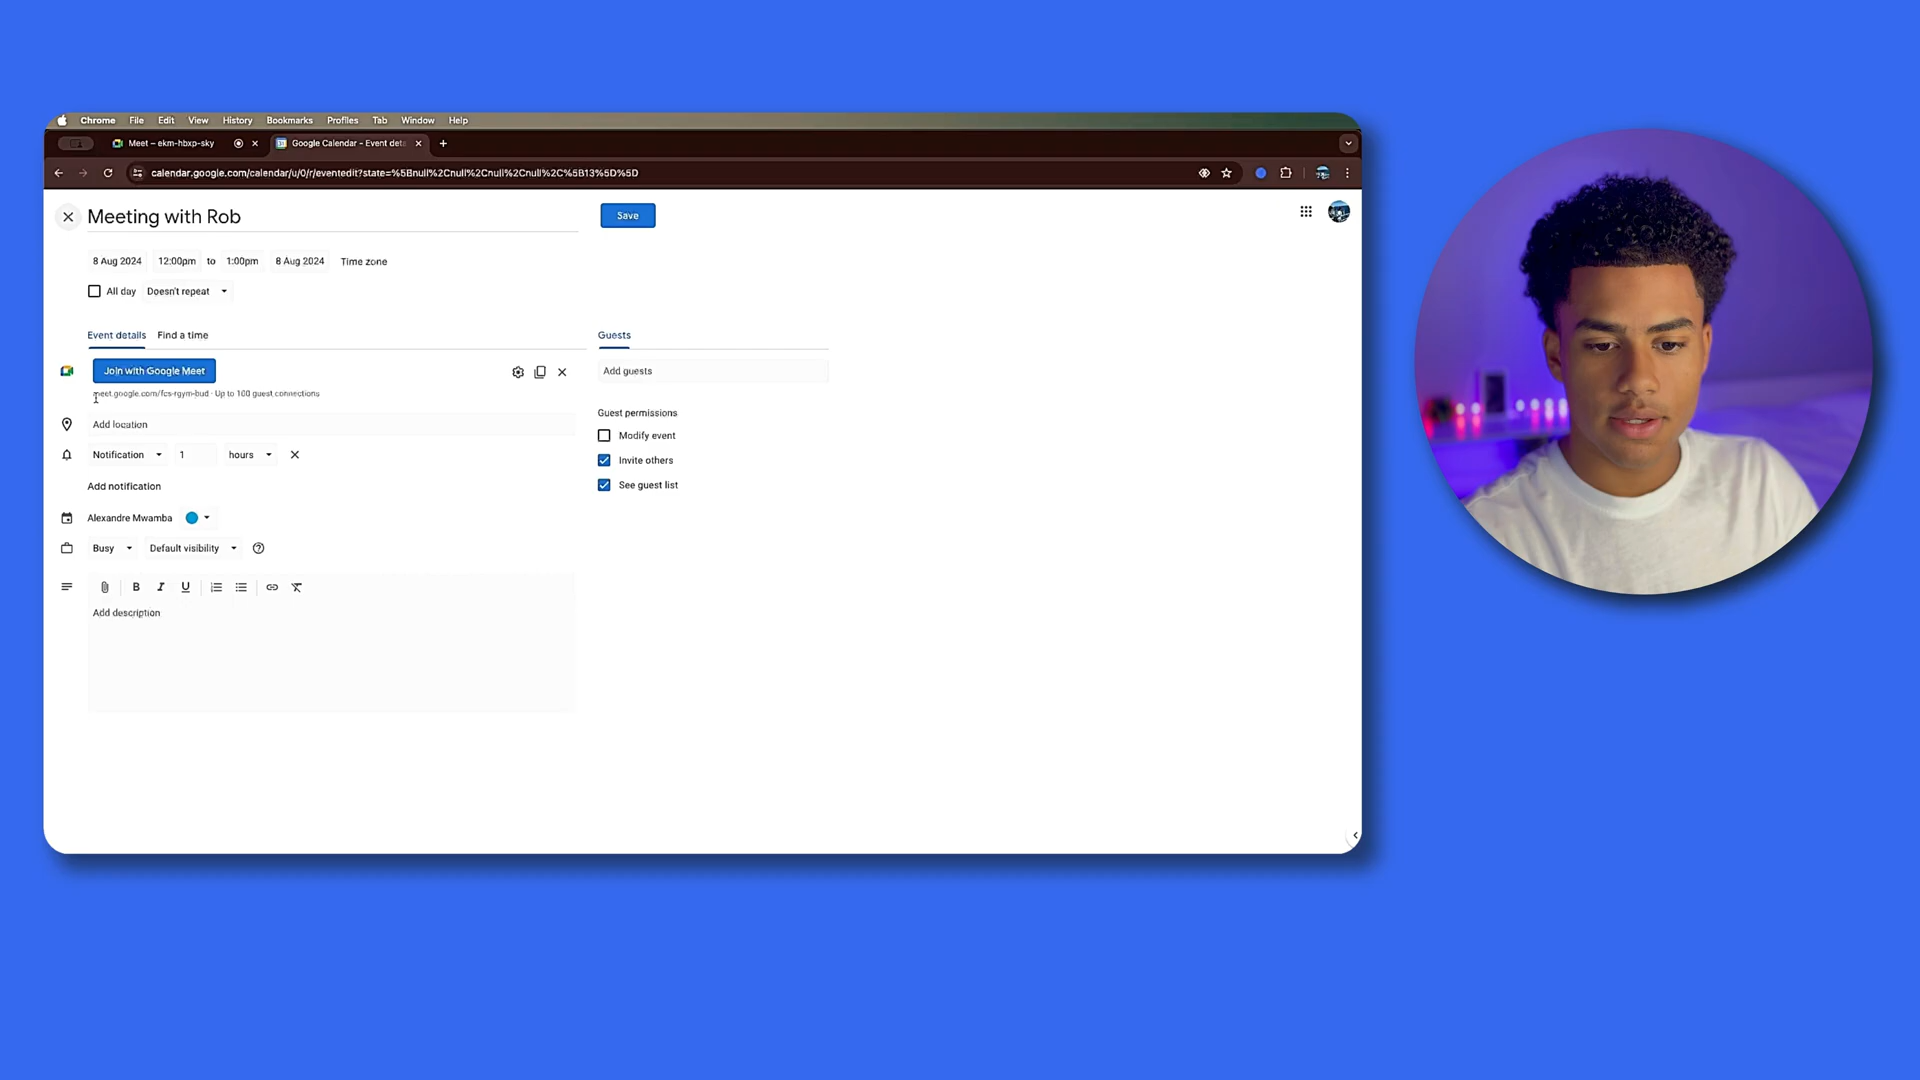 Chrome File Edit View History Bookmarks Profiles Tab Window Help
Meet – ekm-hbxp-sky
Google Calendar - Event det
calendar.google.com/calendar/u/0/r/eventedit?state=%5Bnull%2Cnull%2Cnull%2Cnull%2C%5B13%5D%5D
Meeting with Rob
Save
8 Aug 2024 12:00pm to 1:00pm 8 Aug 2024 Time zone
All day Doesn't repeat
Event details Find a time
Guests
Join with Google Meet
Add guests
meet.google.com/fcs-rgym-bud · Up to 100 guest connections
Guest permissions
Add location
Modify event
Notification 1 hours
Invite others
Add notification
See guest list
Alexandre Mwamba
Busy Default visibility
B I U
Add description